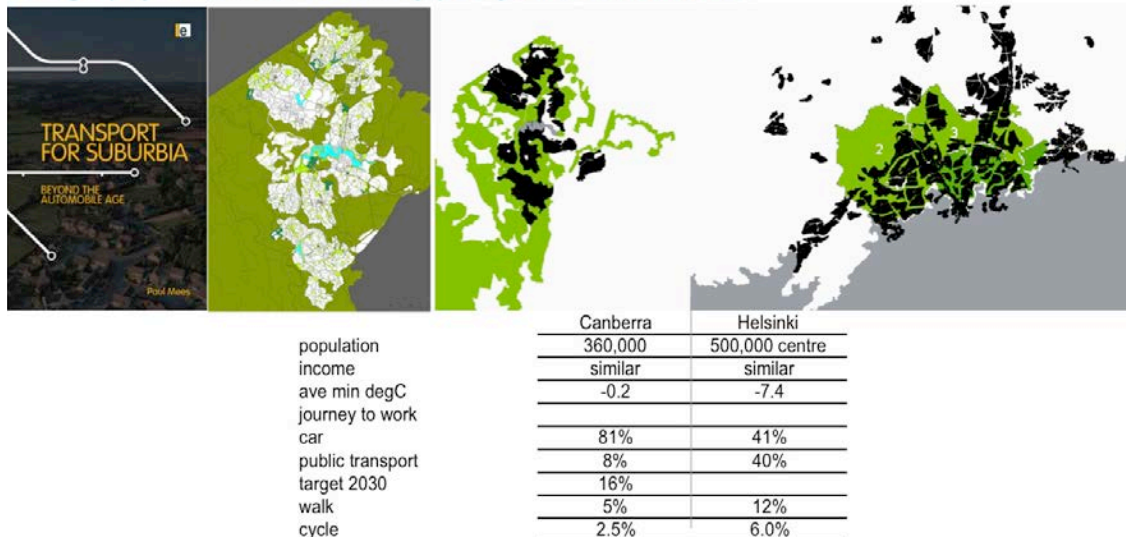 e
TRANSPORT
FOR SUBURBIA
BEYOND THE
AUTOMOBILE AGE
Paul Mees
2
3
Canberra Helsinki
population 360,000 500,000 centre
income similar similar
ave min degC -0.2 -7.4
journey to work
car 81% 41%
public transport 8% 40%
target 2030 16%
walk 5% 12%
cycle 2.5% 6.0%